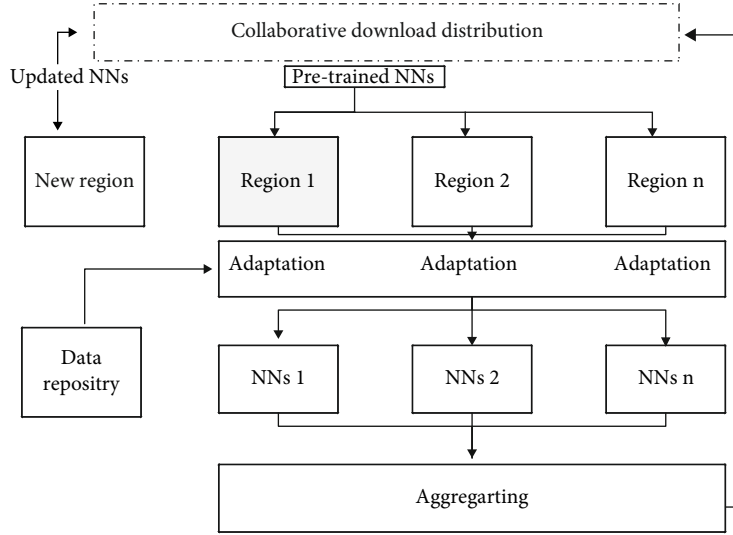 Collaborative download distribution
Updated NNs
Pre-trained NNs
New region
Region 1
Region 2
Region n
Adaptation
Adaptation
Adaptation
Data
repositry
NNs 1
NNs 2
NNs n
Aggregarting